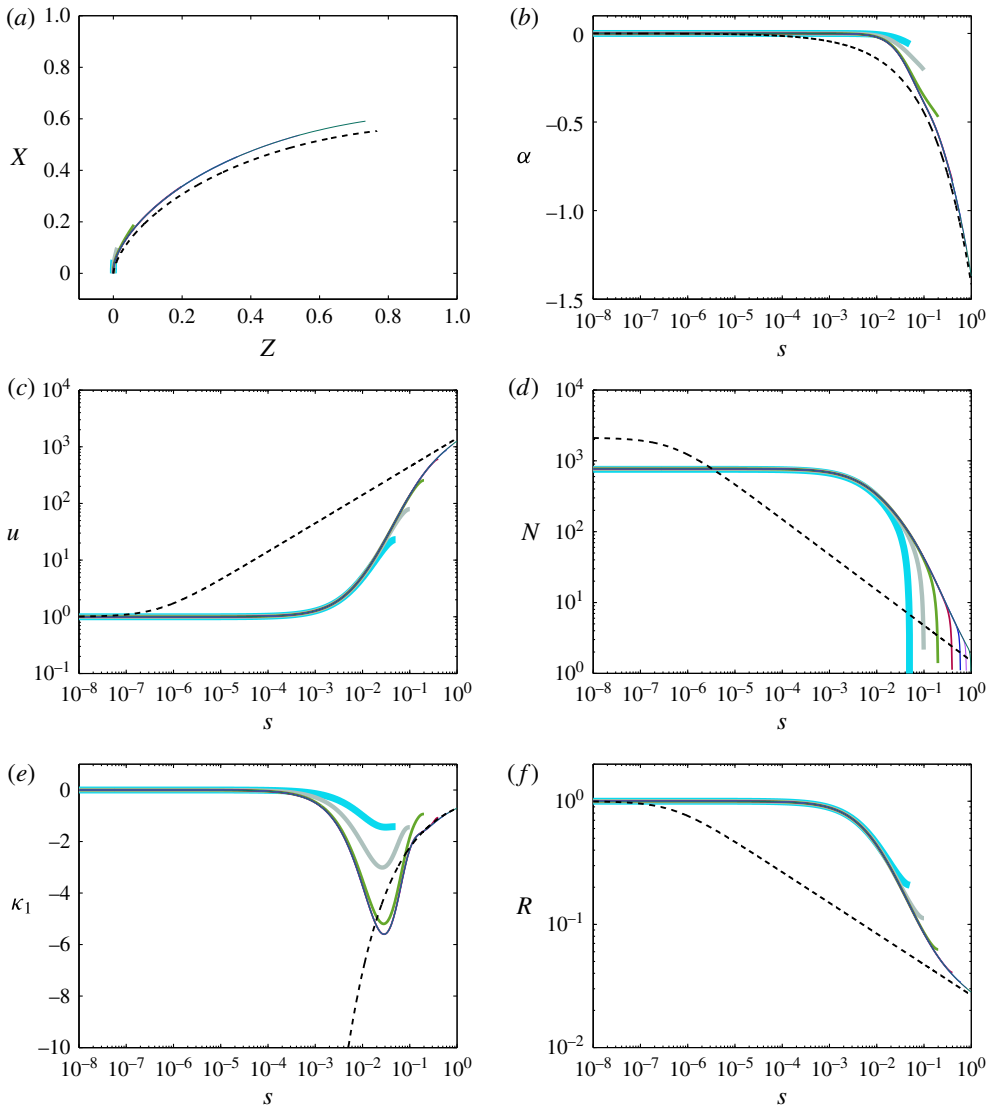 (a)
1.0
0.8
0.6
X
0.4
0.2
0
0 0.2 0.4 0.6 0.8 1.0
Z
(b)
0
−0.5
α
−1.0
−1.5
10⁻⁸ 10⁻⁷ 10⁻⁶ 10⁻⁵ 10⁻⁴ 10⁻³ 10⁻² 10⁻¹ 10⁰
s
(c)
10⁴
10³
10²
u
10¹
10⁰
10⁻¹
10⁻⁸ 10⁻⁷ 10⁻⁶ 10⁻⁵ 10⁻⁴ 10⁻³ 10⁻² 10⁻¹ 10⁰
s
(d)
10⁴
10³
N
10²
10¹
10⁰
10⁻⁸ 10⁻⁷ 10⁻⁶ 10⁻⁵ 10⁻⁴ 10⁻³ 10⁻² 10⁻¹ 10⁰
s
(e)
0
−2
−4
κ₁
−6
−8
−10
10⁻⁸ 10⁻⁷ 10⁻⁶ 10⁻⁵ 10⁻⁴ 10⁻³ 10⁻² 10⁻¹ 10⁰
s
(f)
10⁰
R
10⁻¹
10⁻²
10⁻⁸ 10⁻⁷ 10⁻⁶ 10⁻⁵ 10⁻⁴ 10⁻³ 10⁻² 10⁻¹ 10⁰
s